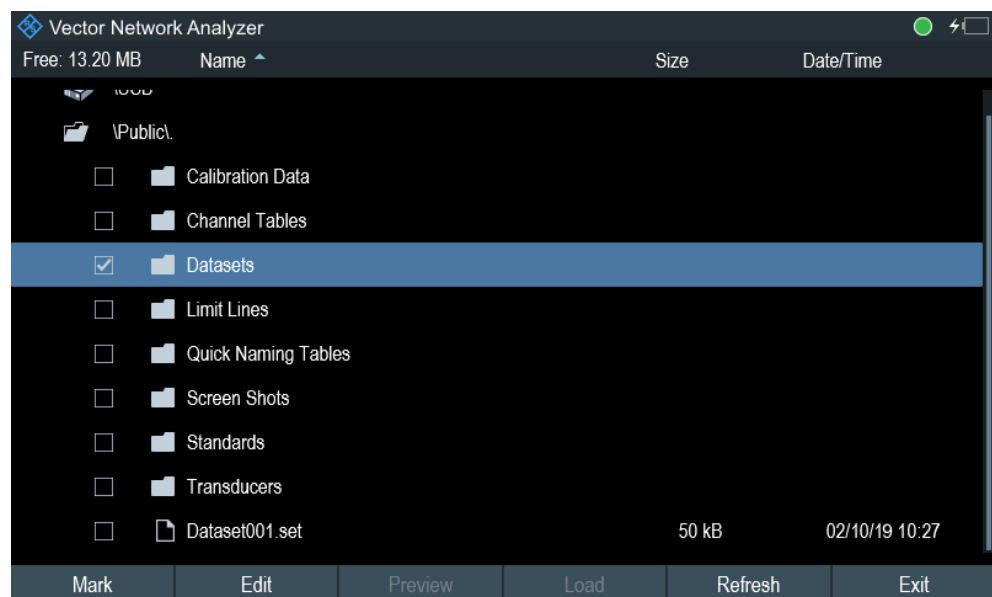 Vector Network Analyzer
Free: 13.20 MB Name Size Date/Time
\Public\.
Calibration Data
Channel Tables
Datasets
Limit Lines
Quick Naming Tables
Screen Shots
Standards
Transducers
Dataset001.set 50 kB 02/10/19 10:27
Mark Edit Preview Load Refresh Exit